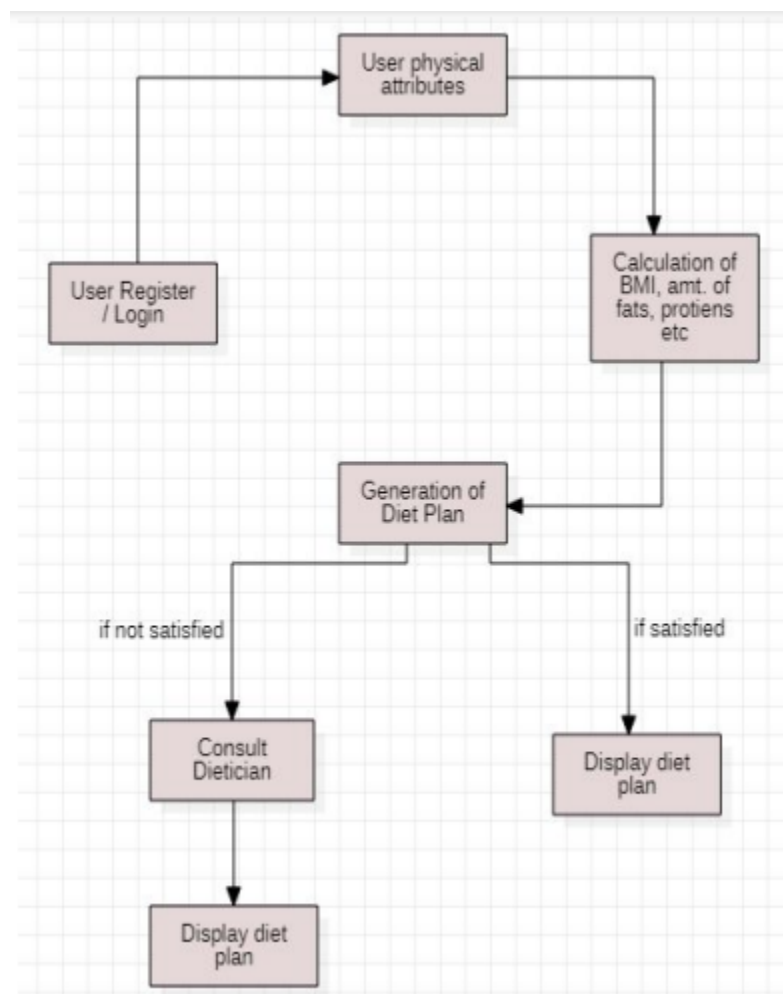 User physical
attributes
User Register
/ Login
Calculation of
BMI, amt. of
fats, protiens
etc
Generation of
Diet Plan
if not satisfied
if satisfied
Consult
Dietician
Display diet
plan
Display diet
plan